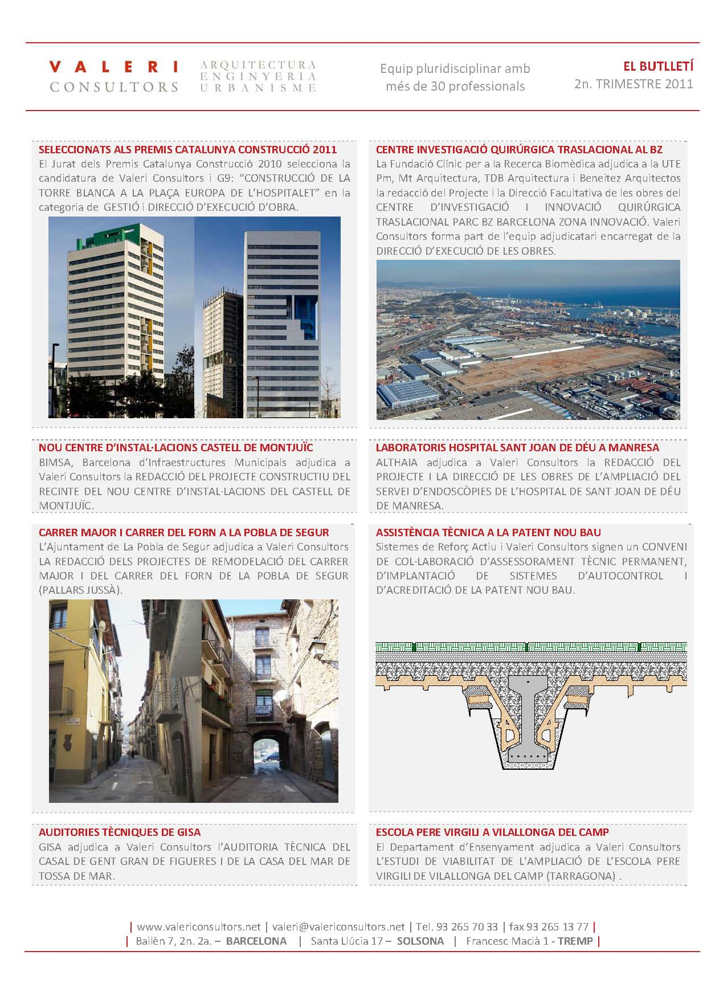 VALERI
CONSULTORS
ARQUITECTURA
ENGINYERIA
URBANISME
Equip pluridisciplinar amb
més de 30 professionals
EL BUTLLETÍ
2n. TRIMESTRE 2011
SELECCIONATS ALS PREMIS CATALUNYA CONSTRUCCIÓ 2011
El Jurat dels Premis Catalunya Construcció 2010 selecciona la
candidatura de Valeri Consultors i G9: “CONSTRUCCIÓ DE LA
TORRE BLANCA A LA PLAÇA EUROPA DE L’HOSPITALET” en la
categoria de GESTIÓ i DIRECCIÓ D’EXECUCIÓ D’OBRA.
CENTRE INVESTIGACIÓ QUIRÚRGICA TRASLACIONAL AL BZ
La Fundació Clínic per a la Recerca Biomèdica adjudica a la UTE
Pm, Mt Arquitectura, TDB Arquitectura i Beneitez Arquitectos
la redacció del Projecte i la Direcció Facultativa de les obres del
CENTRE D’INVESTIGACIÓ I INNOVACIÓ QUIRÚRGICA
TRASLACIONAL PARC BZ BARCELONA ZONA INNOVACIÓ. Valeri
Consultors forma part de l’equip adjudicatari encarregat de la
DIRECCIÓ D’EXECUCIÓ DE LES OBRES.
NOU CENTRE D’INSTAL·LACIONS CASTELL DE MONTJUÏC
BIMSA, Barcelona d’Infraestructures Municipals adjudica a
Valeri Consultors la REDACCIÓ DEL PROJECTE CONSTRUCTIU DEL
RECINTE DEL NOU CENTRE D’INSTAL·LACIONS DEL CASTELL DE
MONTJUÏC.
LABORATORIS HOSPITAL SANT JOAN DE DÉU A MANRESA
ALTHAIA adjudica a Valeri Consultors la REDACCIÓ DEL
PROJECTE I LA DIRECCIÓ DE LES OBRES DE L’AMPLIACIÓ DEL
SERVEI D’ENDOSCÒPIES DE L’HOSPITAL DE SANT JOAN DE DÉU
DE MANRESA.
CARRER MAJOR I CARRER DEL FORN A LA POBLA DE SEGUR
L’Ajuntament de La Pobla de Segur adjudica a Valeri Consultors
LA REDACCIÓ DELS PROJECTES DE REMODELACIÓ DEL CARRER
MAJOR I DEL CARRER DEL FORN DE LA POBLA DE SEGUR
(PALLARS JUSSÀ).
ASSISTÈNCIA TÈCNICA A LA PATENT NOU BAU
Sistemes de Reforç Actiu i Valeri Consultors signen un CONVENI
DE COL·LABORACIÓ D’ASSESSORAMENT TÈCNIC PERMANENT,
D’IMPLANTACIÓ DE SISTEMES D’AUTOCONTROL I
D’ACREDITACIÓ DE LA PATENT NOU BAU.
AUDITORIES TÈCNIQUES DE GISA
GISA adjudica a Valeri Consultors l’AUDITORIA TÈCNICA DEL
CASAL DE GENT GRAN DE FIGUERES I DE LA CASA DEL MAR DE
TOSSA DE MAR.
ESCOLA PERE VIRGILI A VILALLONGA DEL CAMP
El Departament d’Ensenyament adjudica a Valeri Consultors
L’ESTUDI DE VIABILITAT DE L’AMPLIACIÓ DE L’ESCOLA PERE
VIRGILI DE VILALLONGA DEL CAMP (TARRAGONA) .
| www.valericonsultors.net | valeri@valericonsultors.net | Tel. 93 265 70 33 | fax 93 265 13 77 |
| Bailèn 7, 2n. 2a. – BARCELONA | Santa Llúcia 17 – SOLSONA | Francesc Macià 1 - TREMP |